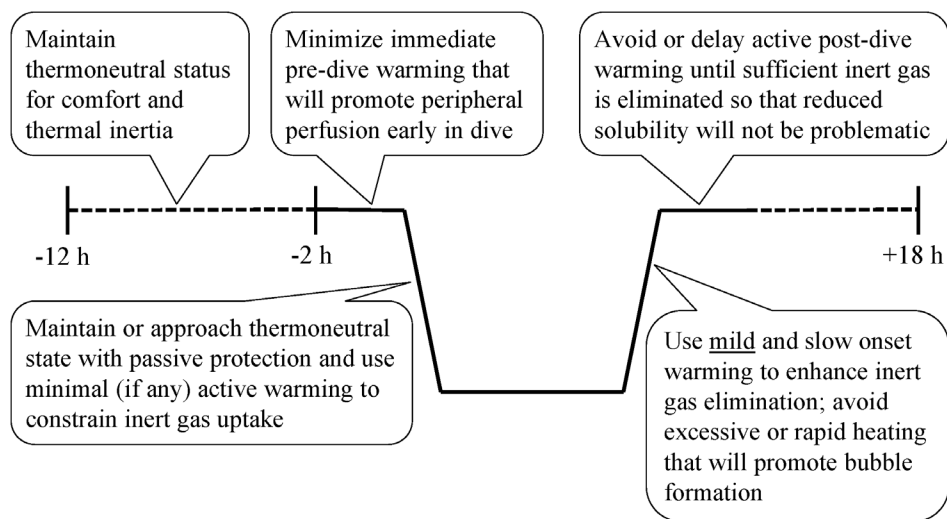 Maintain
thermoneutral status
for comfort and
thermal inertia
Minimize immediate
pre-dive warming that
will promote peripheral
perfusion early in dive
Avoid or delay active post-dive
warming until sufficient inert gas
is eliminated so that reduced
solubility will not be problematic
-12 h
-2 h
+18 h
Maintain or approach thermoneutral
state with passive protection and use
minimal (if any) active warming to
constrain inert gas uptake
Use mild and slow onset
warming to enhance inert
gas elimination; avoid
excessive or rapid heating
that will promote bubble
formation